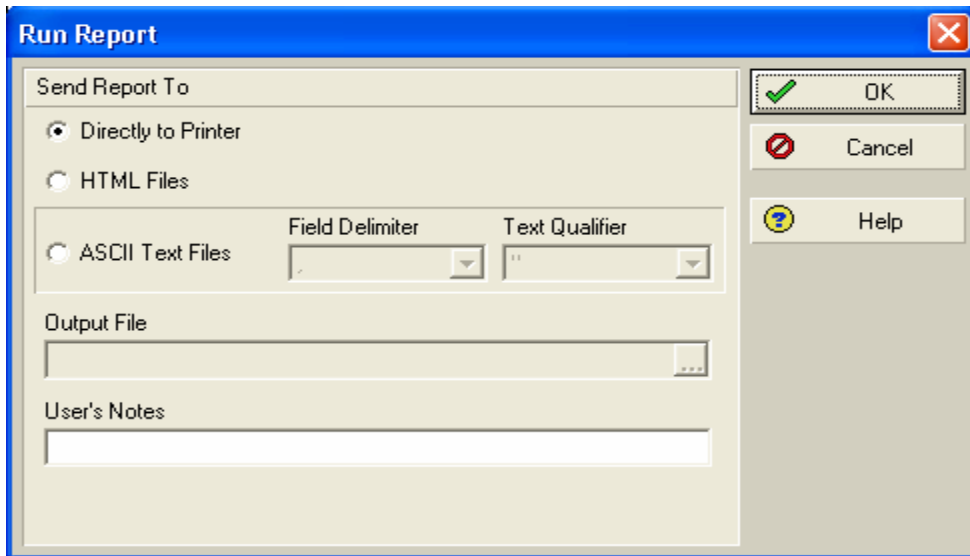 Run Report
Send Report To
Directly to Printer
HTML Files
ASCII Text Files
Field Delimiter
,
Text Qualifier
"
Output File
...
User's Notes
OK
Cancel
Help